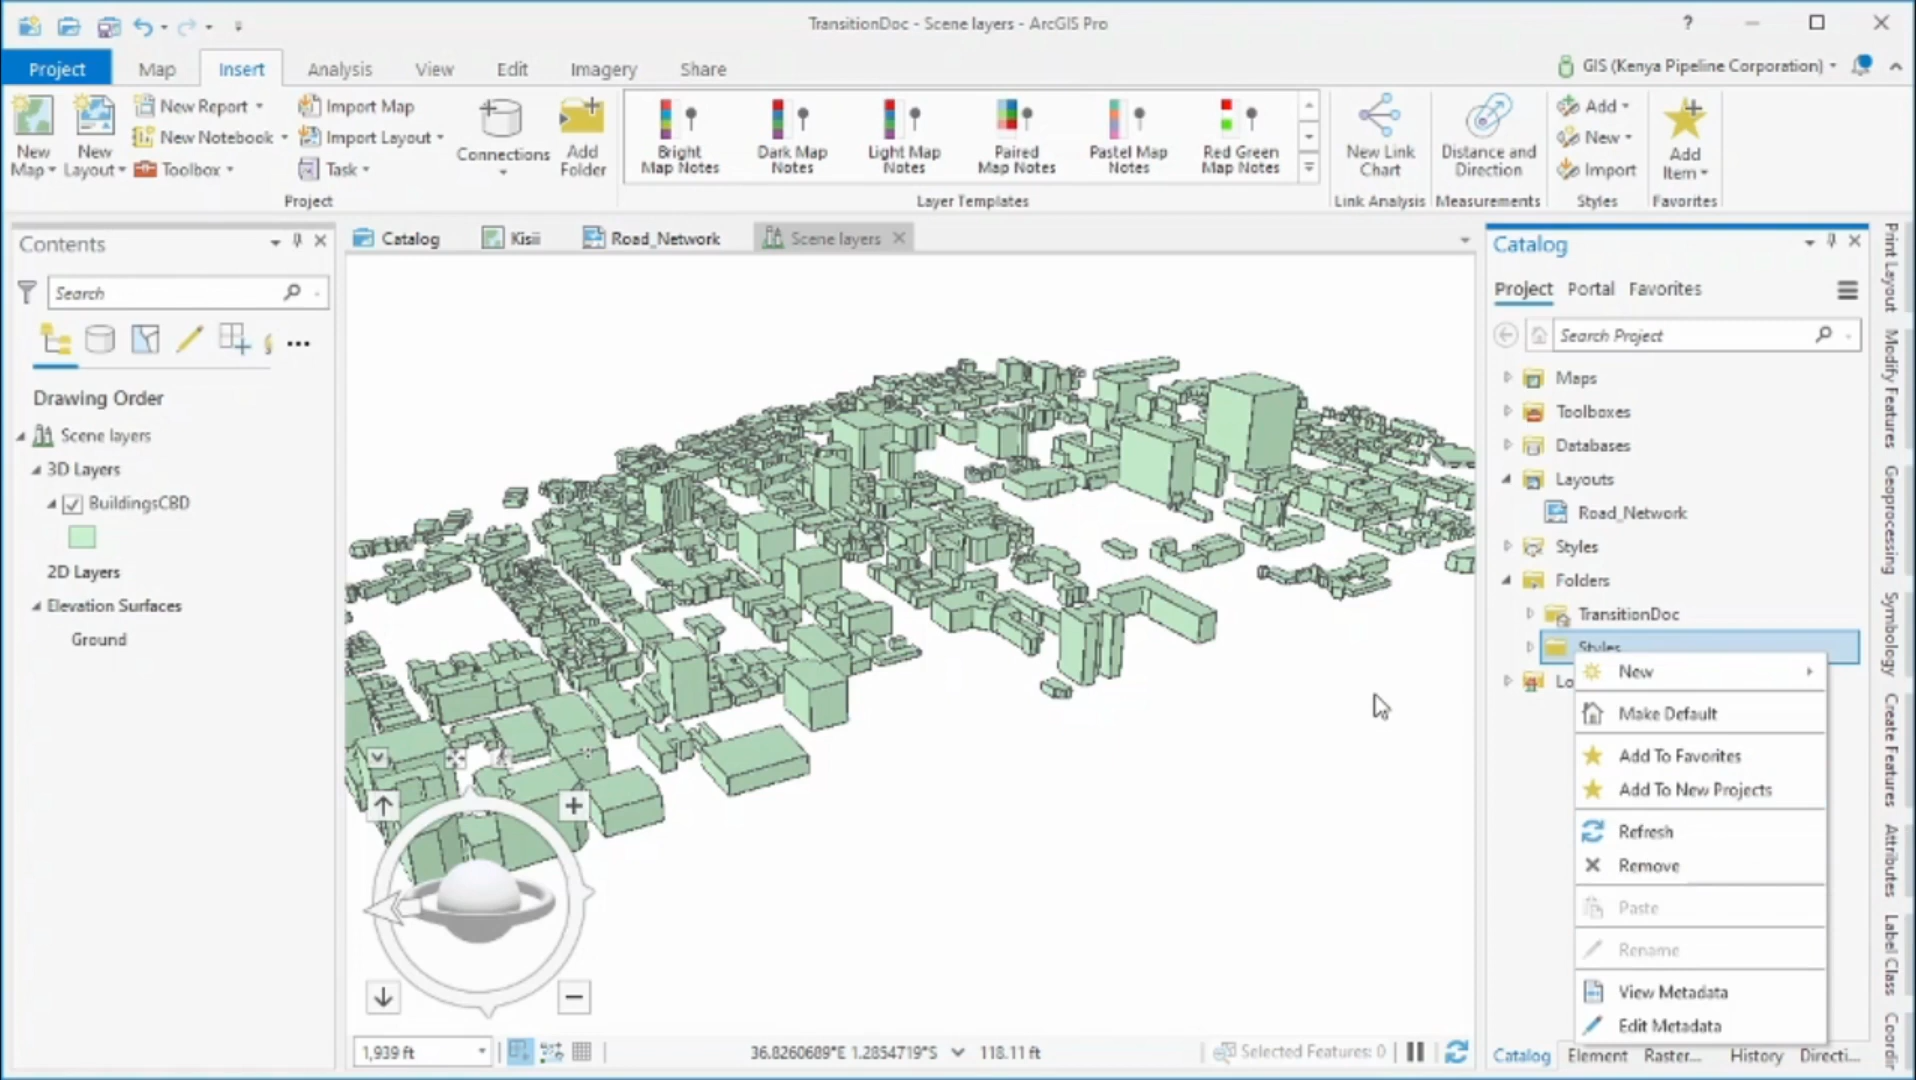 TransitionDoc - Scene layers - ArcGIS Pro
?
Project
Map
Insert
Analysis
View
Edit
Imagery
Share
GIS (Kenya Pipeline Corporation)
New Map
New Layout
New Report
New Notebook
Toolbox
Import Map
Import Layout
Task
Connections
Add Folder
Project
Bright Map Notes
Dark Map Notes
Light Map Notes
Paired Map Notes
Pastel Map Notes
Red Green Map Notes
Layer Templates
New Link Chart
Link Analysis
Distance and Direction
Measurements
Add
New
Import
Styles
Add Item
Favorites
Contents
Search
Drawing Order
Scene layers
3D Layers
BuildingsCBD
2D Layers
Elevation Surfaces
Ground
Catalog
Kisii
Road_Network
Scene layers
1,939 ft
36.8260689°E 1.2854719°S
118.11 ft
Selected Features: 0
Catalog
Project
Portal
Favorites
Search Project
Maps
Toolboxes
Databases
Layouts
Road_Network
Styles
Folders
TransitionDoc
Styles
Lo
New
Make Default
Add To Favorites
Add To New Projects
Refresh
Remove
Paste
Rename
View Metadata
Edit Metadata
Catalog
Element
Raster...
History
Directi...
Print Layout
Modify Features
Geoprocessing
Symbology
Create Features
Attributes
Label Class
Coordir